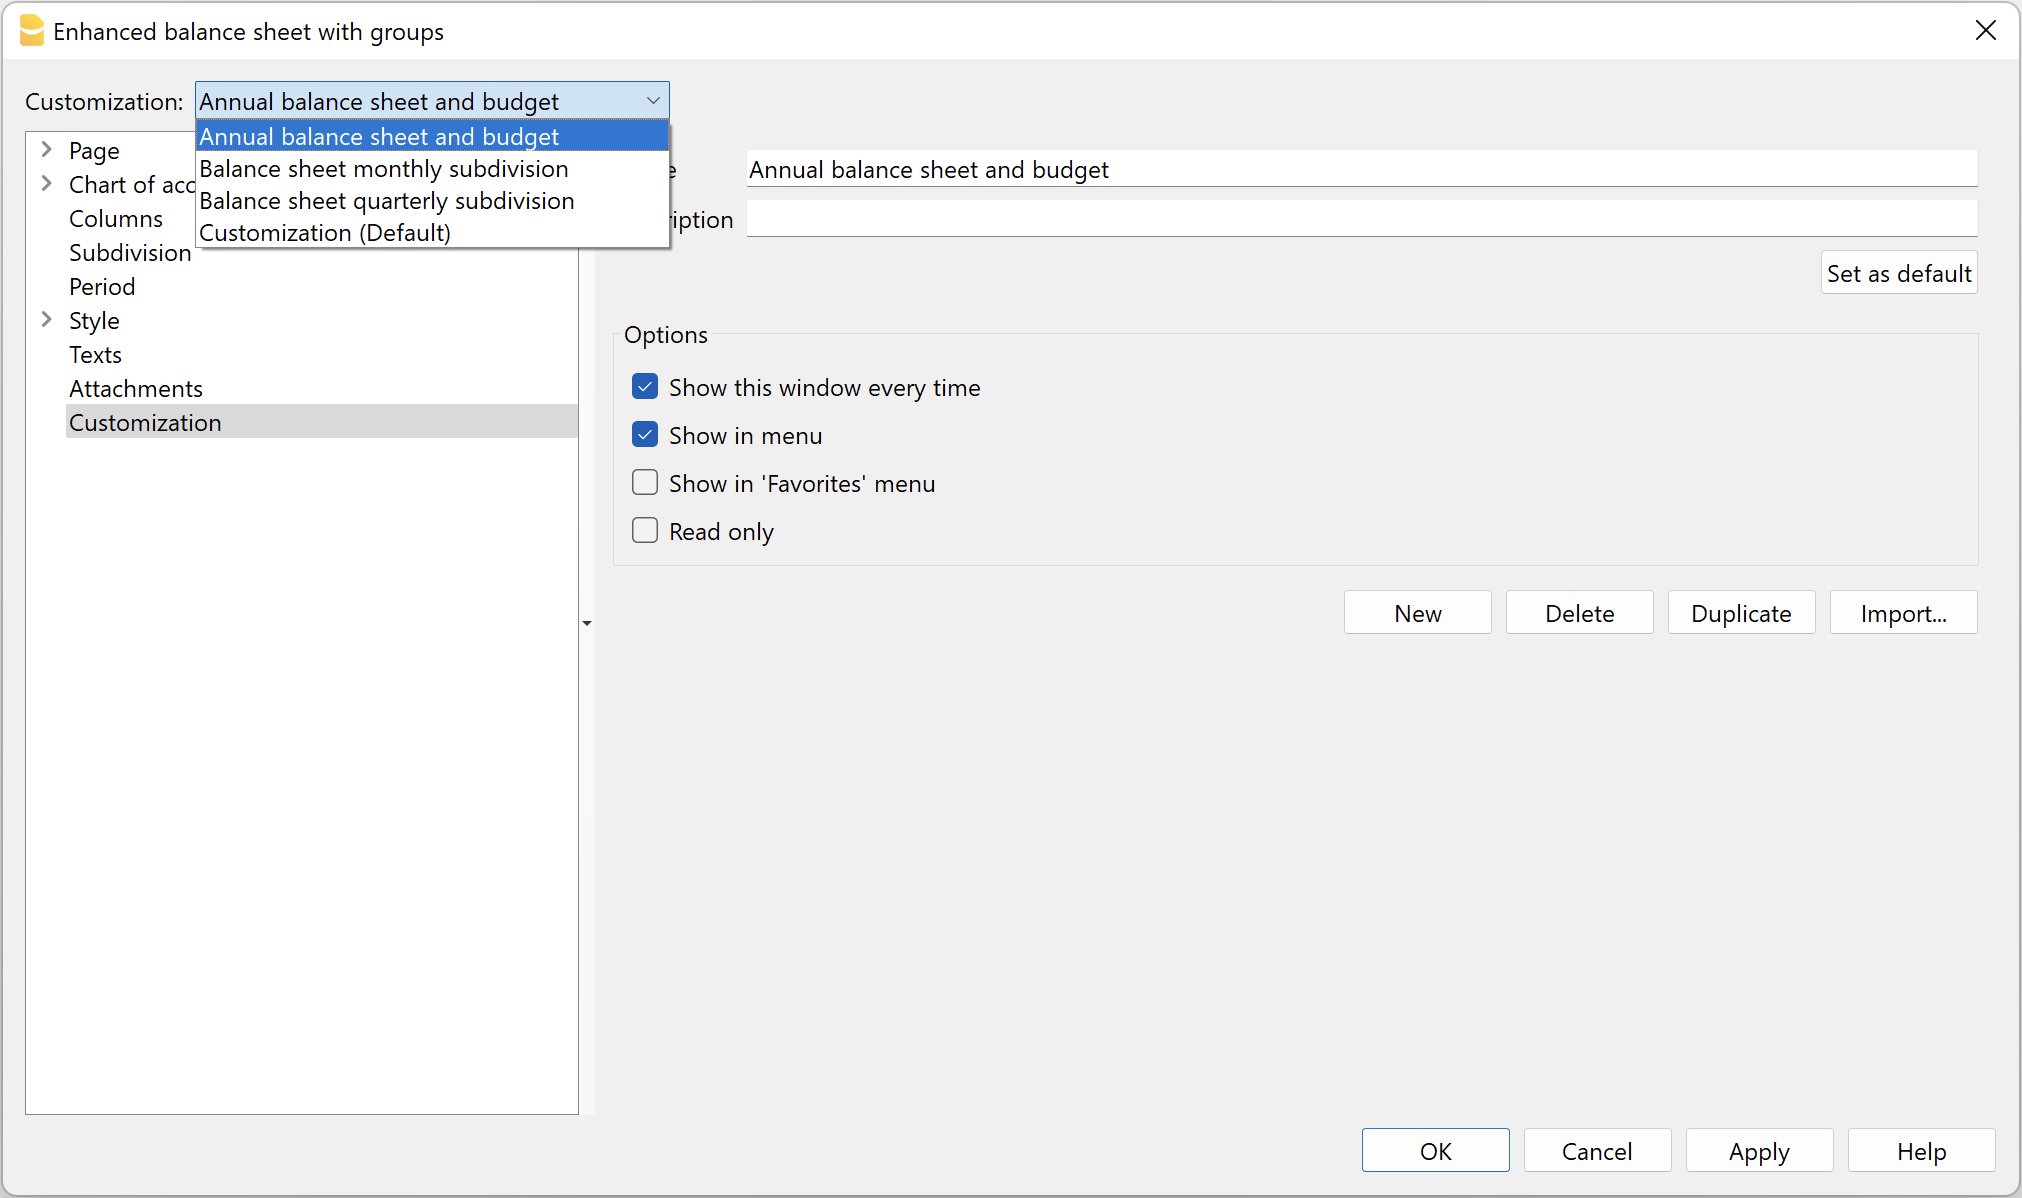 Enhanced balance sheet with groups
Customization: Annual balance sheet and budget
Annual balance sheet and budget
Balance sheet monthly subdivision
Balance sheet quarterly subdivision
Customization (Default)
Page
Chart of acc
Columns
Subdivision
Period
Style
Texts
Attachments
Customization
e Annual balance sheet and budget
ription
Set as default
Options
Show this window every time
Show in menu
Show in 'Favorites' menu
Read only
New Delete Duplicate Import...
OK Cancel Apply Help